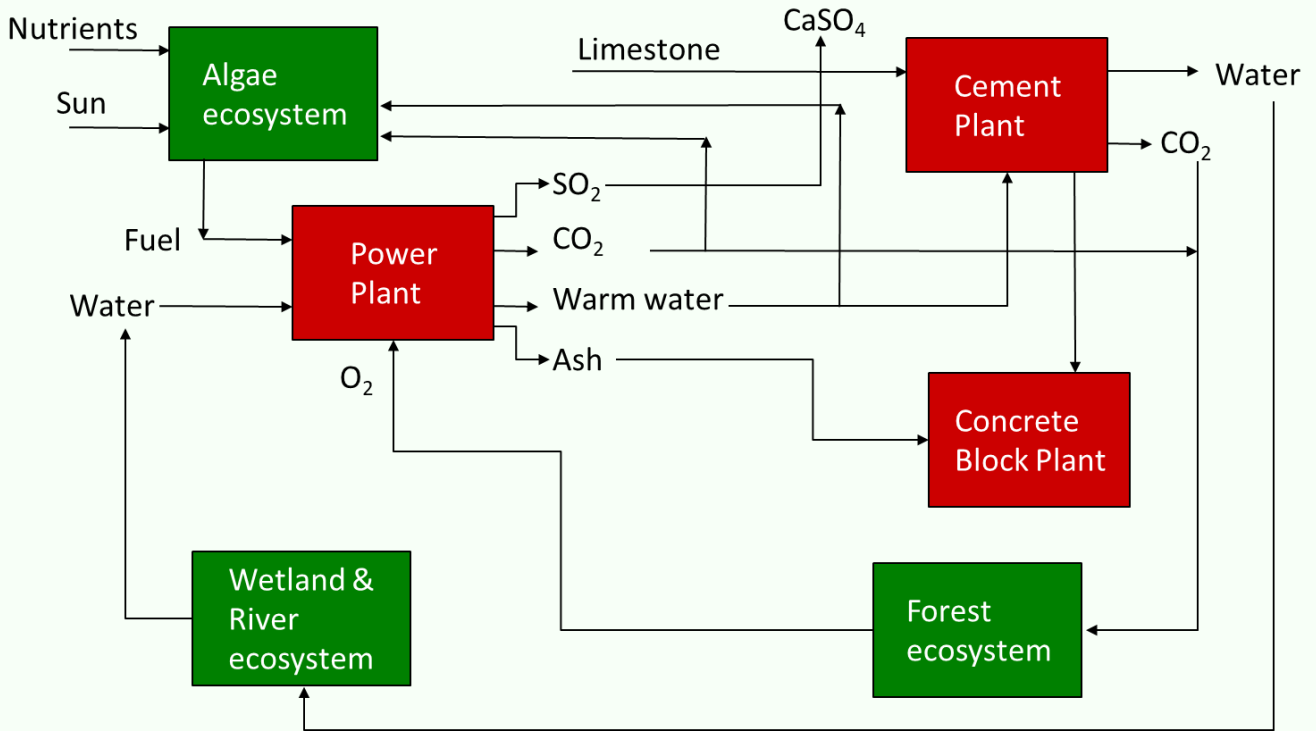 Nutrients
Sun
Algae
ecosystem
Limestone
CaSO₄
Cement
Plant
Water
CO₂
SO₂
Fuel
Power
Plant
CO₂
Water
Warm water
O₂
Ash
Concrete
Block Plant
Wetland &
River
ecosystem
Forest
ecosystem